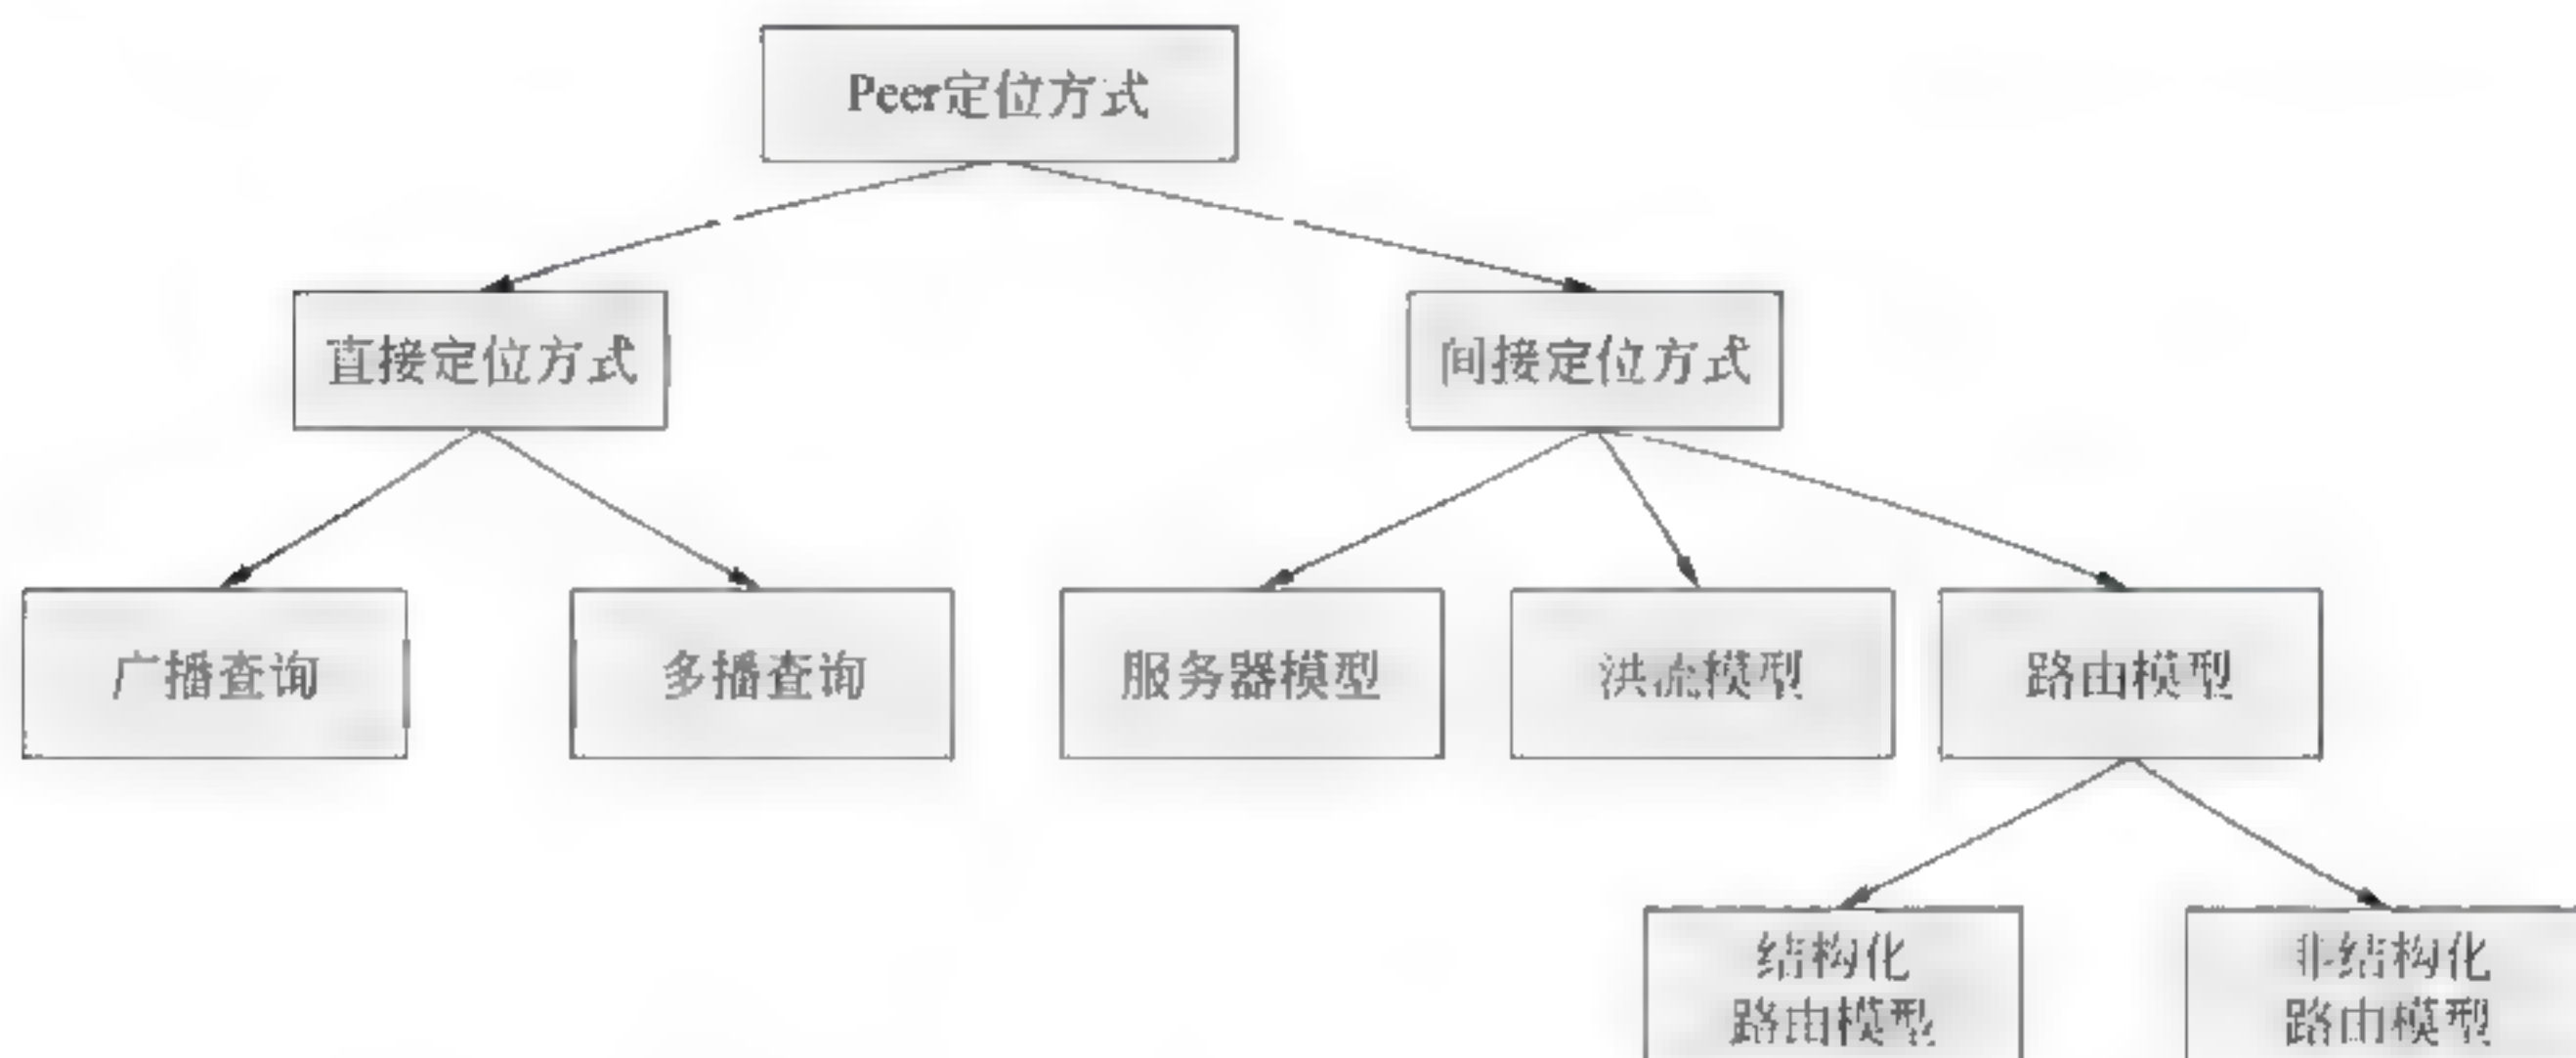 Peer定位方式
直接定位方式
间接定位方式
广播查询
多播查询
服务器模型
洪流模型
路由模型
结构化
路由模型
非结构化
路由模型